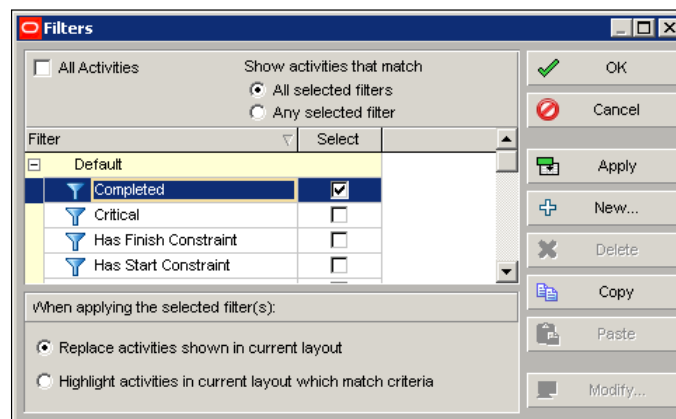 Filters
All Activities
Show activities that match
All selected filters
Any selected filter
Filter Select
Default
Completed
Critical
Has Finish Constraint
Has Start Constraint
When applying the selected filter(s):
Replace activities shown in current layout
Highlight activities in current layout which match criteria
OK
Cancel
Apply
New...
Delete
Copy
Paste
Modify...